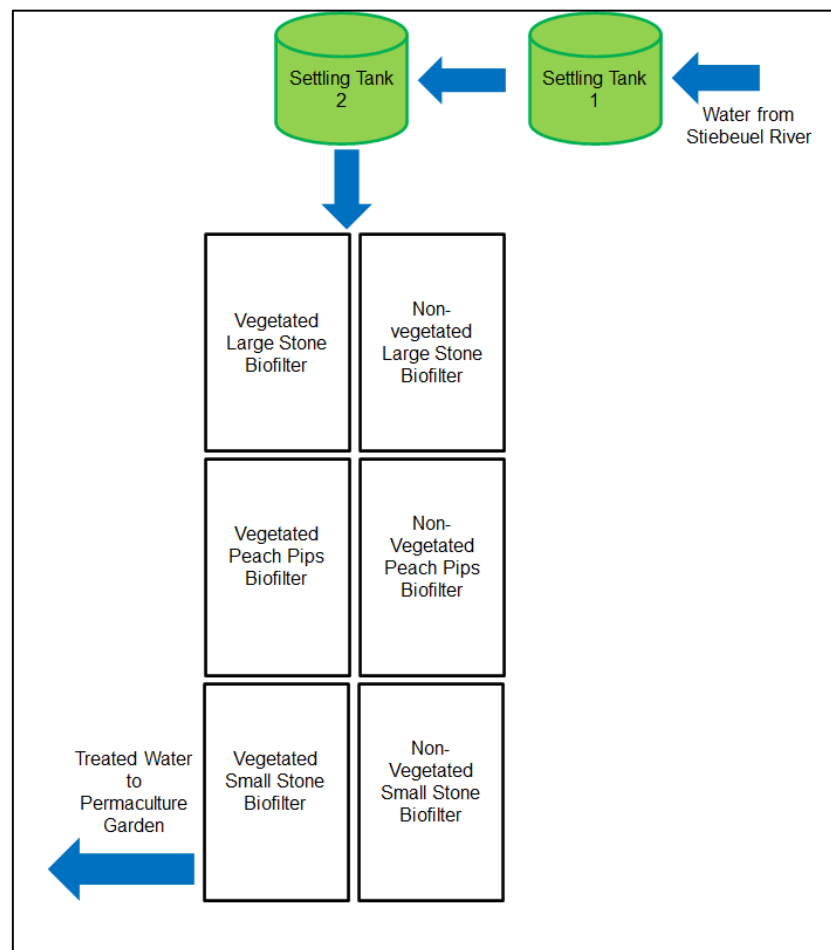 Settling Tank
2
Settling Tank
1
Water from
Stiebeuel River
Vegetated
Large Stone
Biofilter
Non-
vegetated
Large Stone
Biofilter
Vegetated
Peach Pips
Biofilter
Non-
Vegetated
Peach Pips
Biofilter
Treated Water
to
Permaculture
Garden
Vegetated
Small Stone
Biofilter
Non-
Vegetated
Small Stone
Biofilter